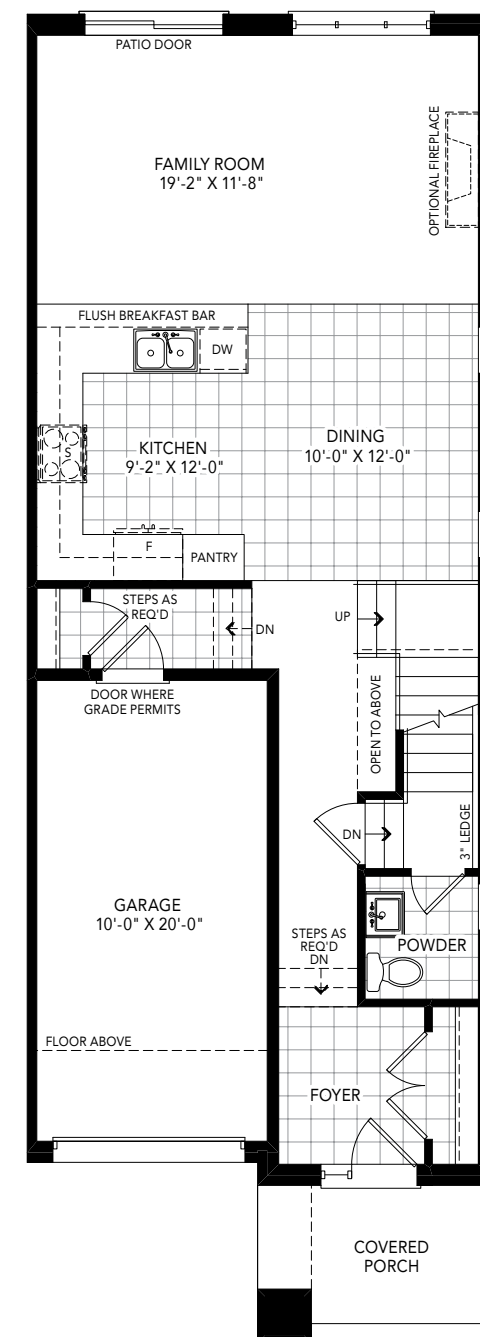 PATIO DOOR
FAMILY ROOM
19'-2" X 11'-8"
OPTIONAL FIREPLACE
FLUSH BREAKFAST BAR
DW
S
KITCHEN
9'-2" X 12'-0"
DINING
10'-0" X 12'-0"
F
PANTRY
STEPS AS
REQ'D
DN
UP
DOOR WHERE
GRADE PERMITS
OPEN TO ABOVE
DN
3" LEDGE
GARAGE
10'-0" X 20'-0"
STEPS AS
REQ'D
DN
POWDER
FLOOR ABOVE
FOYER
COVERED
PORCH